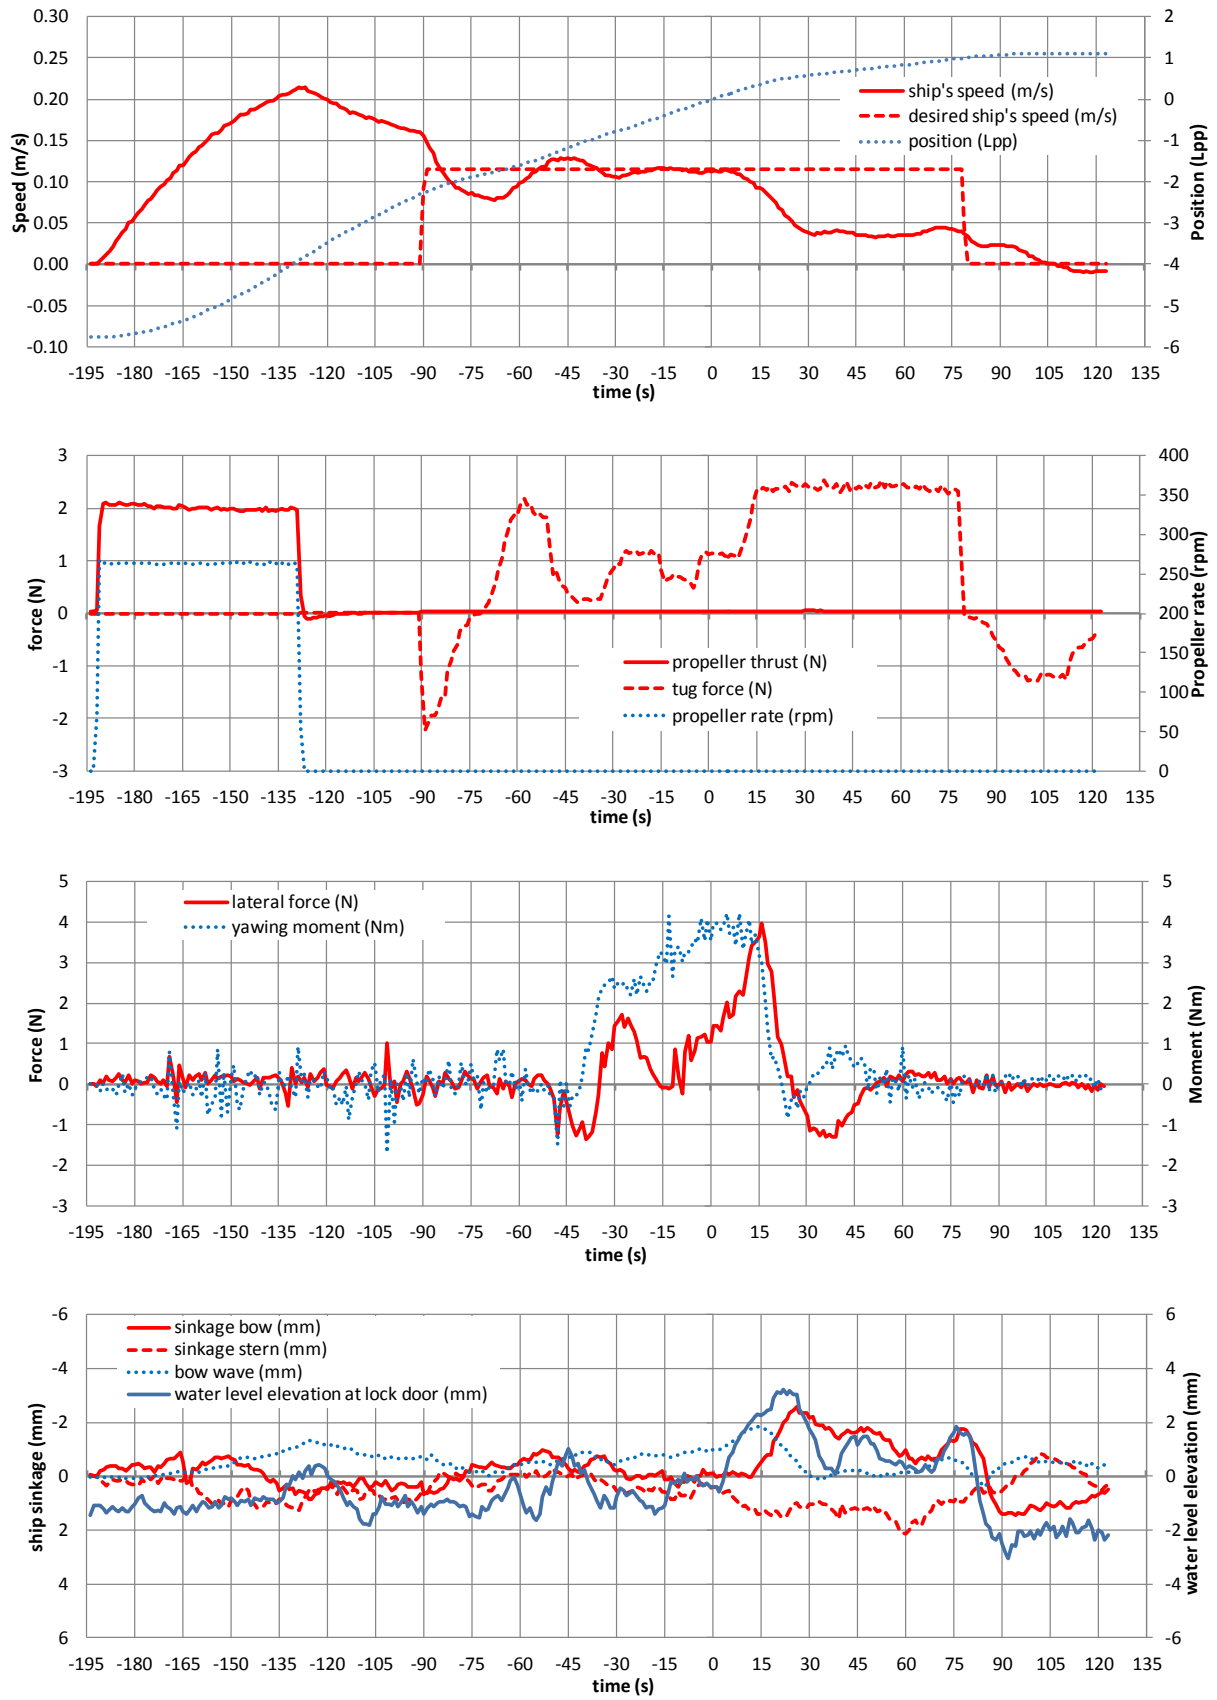 0.30
0.25
0.20
0.15
0.10
0.05
0.00
-0.05
-0.10
Speed (m/s)
2
1
0
-1
-2
-3
-4
-5
-6
Position (Lpp)
ship's speed (m/s)
desired ship's speed (m/s)
position (Lpp)
-195 -180 -165 -150 -135 -120 -105 -90 -75 -60 -45 -30 -15 0 15 30 45 60 75 90 105 120 135
time (s)
3
2
1
0
-1
-2
-3
force (N)
400
350
300
250
200
150
100
50
0
Propeller rate (rpm)
propeller thrust (N)
tug force (N)
propeller rate (rpm)
-195 -180 -165 -150 -135 -120 -105 -90 -75 -60 -45 -30 -15 0 15 30 45 60 75 90 105 120 135
time (s)
5
4
3
2
1
0
-1
-2
-3
Force (N)
5
4
3
2
1
0
-1
-2
-3
Moment (Nm)
lateral force (N)
yawing moment (Nm)
-195 -180 -165 -150 -135 -120 -105 -90 -75 -60 -45 -30 -15 0 15 30 45 60 75 90 105 120 135
time (s)
-6
-4
-2
0
2
4
6
ship sinkage (mm)
6
4
2
0
-2
-4
-6
water level elevation (mm)
sinkage bow (mm)
sinkage stern (mm)
bow wave (mm)
water level elevation at lock door (mm)
-195 -180 -165 -150 -135 -120 -105 -90 -75 -60 -45 -30 -15 0 15 30 45 60 75 90 105 120 135
time (s)